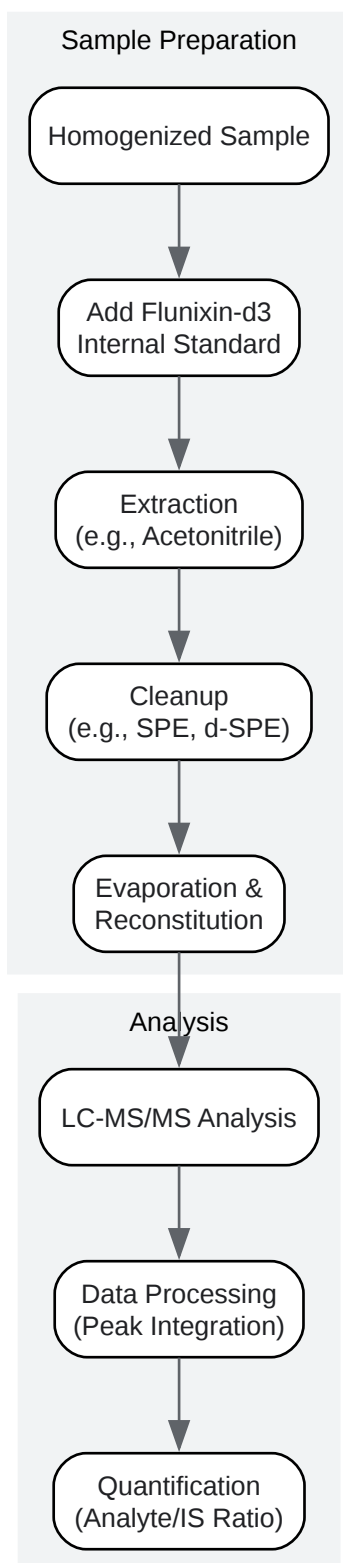 Sample Preparation
Homogenized Sample
Add Flunixin-d3
Internal Standard
Extraction
(e.g., Acetonitrile)
Cleanup
(e.g., SPE, d-SPE)
Evaporation &
Reconstitution
Analysis
LC-MS/MS Analysis
Data Processing
(Peak Integration)
Quantification
(Analyte/IS Ratio)